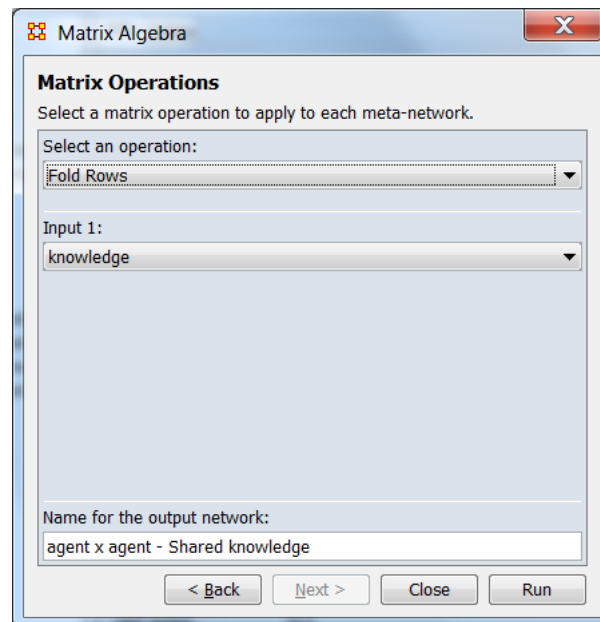 Matrix Algebra
Matrix Operations
Select a matrix operation to apply to each meta-network.
Select an operation:
Fold Rows
Input 1:
knowledge
Name for the output network:
agent x agent - Shared knowledge
< Back Next > Close Run